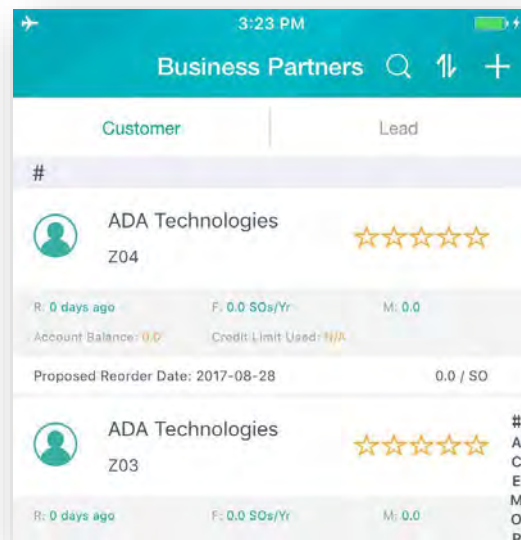 3:23 PM
Business Partners
Customer Lead
#
ADA Technologies
Z04
R: 0 days ago F: 0.0 SOs/Yr M: 0.0
Account Balance: 0.0 Credit Limit Used: N/A
Proposed Reorder Date: 2017-08-28 0.0 / SO
ADA Technologies
Z03
R: 0 days ago F: 0.0 SOs/Yr M: 0.0
#
A
C
E
M
O